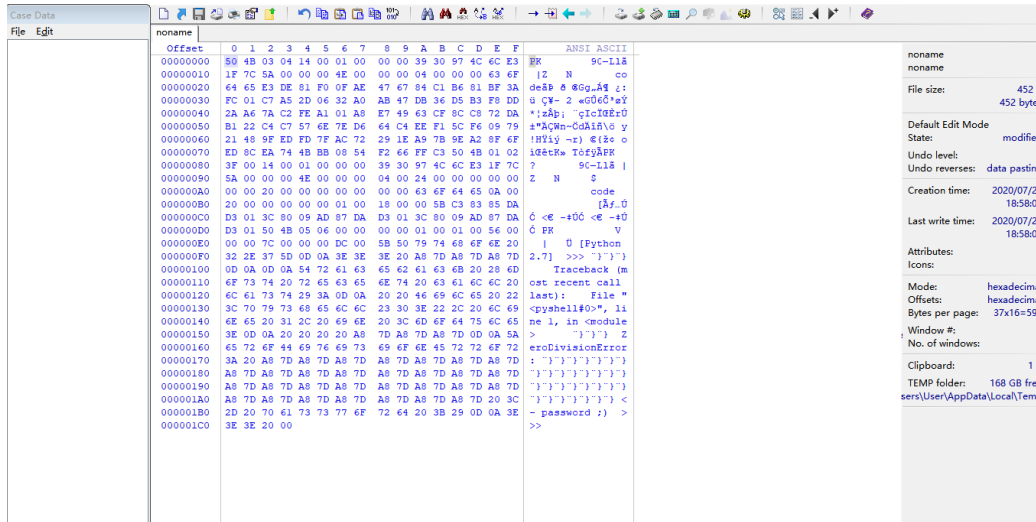 Case Data
File Edit
noname
Offset 0 1 2 3 4 5 6 7 8 9 A B C D E F ANSI ASCII
00000000 50 4B 03 04 14 00 01 00 00 00 39 30 97 4C 6C E3 PK 90—Llã
00000010 1F 7C 5A 00 00 00 4E 00 00 00 04 00 00 00 63 6F |Z N co
00000020 64 65 E3 DE 81 F0 0F AE 47 67 84 C1 B6 81 BF 3A
00000030 FC 01 C7 A5 2D 06 32 A0 AB 47 DB 36 D5 B3 F8 DD
00000040 2A A6 7A C2 FE A1 01 A8 E7 49 63 CF 8C C8 72 DA
00000050 B1 22 C4 C7 57 6E 7E D6 64 C4 EE F1 5C F6 09 79
00000060 21 48 9F ED FD 7F AC 72 29 1E A9 7B 9E A2 8F 6F
00000070 ED 8C EA 74 4B BB 08 54 F2 66 FF C3 50 4B 01 02
00000080 3F 00 14 00 01 00 00 00 39 30 97 4C 6C E3 1F 7C
00000090 5A 00 00 00 4E 00 00 00 04 00 24 00 00 00 00 00 Z N $
000000A0 00 00 20 00 00 00 00 00 00 00 63 6F 64 65 0A 00 code
000000B0 20 00 00 00 00 00 01 00 18 00 00 5B C3 83 85 DA [Ãƒ…Ú
000000C0 D3 01 3C 80 09 AD 87 DA D3 01 3C 80 09 AD 87 DA
000000D0 D3 01 50 4B 05 06 00 00 00 00 01 00 01 00 56 00 Ó PK V
000000E0 00 00 7C 00 00 00 DC 00 5B 50 79 74 68 6F 6E 20 | Ü [Python
000000F0 32 2E 37 5D 0D 0A 3E 3E 3E 20 A8 7D A8 7D A8 7D 2.7] >>> ¨}¨}¨}
00000100 0D 0A 0D 0A 54 72 61 63 65 62 61 63 6B 20 28 6D Traceback (m
00000110 6F 73 74 20 72 65 63 65 6E 74 20 63 61 6C 6C 20 ost recent call
00000120 6C 61 73 74 29 3A 0D 0A 20 20 46 69 6C 65 20 22 last): File "
00000130 3C 70 79 73 68 65 6C 6C 23 30 3E 22 2C 20 6C 69 <pyshell#0>", li
00000140 6E 65 20 31 2C 20 69 6E 20 3C 6D 6F 64 75 6C 65 ne 1, in <module
00000150 3E 0D 0A 20 20 20 20 A8 7D A8 7D A8 7D 0D 0A 5A > ¨}¨}¨} Z
00000160 65 72 6F 44 69 76 69 73 69 6F 6E 45 72 72 6F 72 eroDivisionError
00000170 3A 20 A8 7D A8 7D A8 7D A8 7D A8 7D A8 7D A8 7D : ¨}¨}¨}¨}¨}¨}¨}
00000180 A8 7D A8 7D A8 7D A8 7D A8 7D A8 7D A8 7D A8 7D ¨}¨}¨}¨}¨}¨}¨}¨}
00000190 A8 7D A8 7D A8 7D A8 7D A8 7D A8 7D A8 7D A8 7D ¨}¨}¨}¨}¨}¨}¨}¨}
000001A0 A8 7D A8 7D A8 7D A8 7D A8 7D A8 7D A8 7D 20 3C ¨}¨}¨}¨}¨}¨}¨} <
000001B0 2D 20 70 61 73 73 77 6F 72 64 20 3B 29 0D 0A 3E - password ;) >
000001C0 3E 3E 20 00 >>
noname
noname
File size: 452
452 byte
Default Edit Mode
State: modifie
Undo level:
Undo reverses: data pastin
Creation time: 2020/07/2
18:58:0
Last write time: 2020/07/2
18:58:0
Attributes:
Icons:
Mode: hexadecima
Offsets: hexadecima
Bytes per page: 37x16=59
Window #:
No. of windows:
Clipboard: 1
TEMP folder: 168 GB fre
sers\User\AppData\Local\Tem